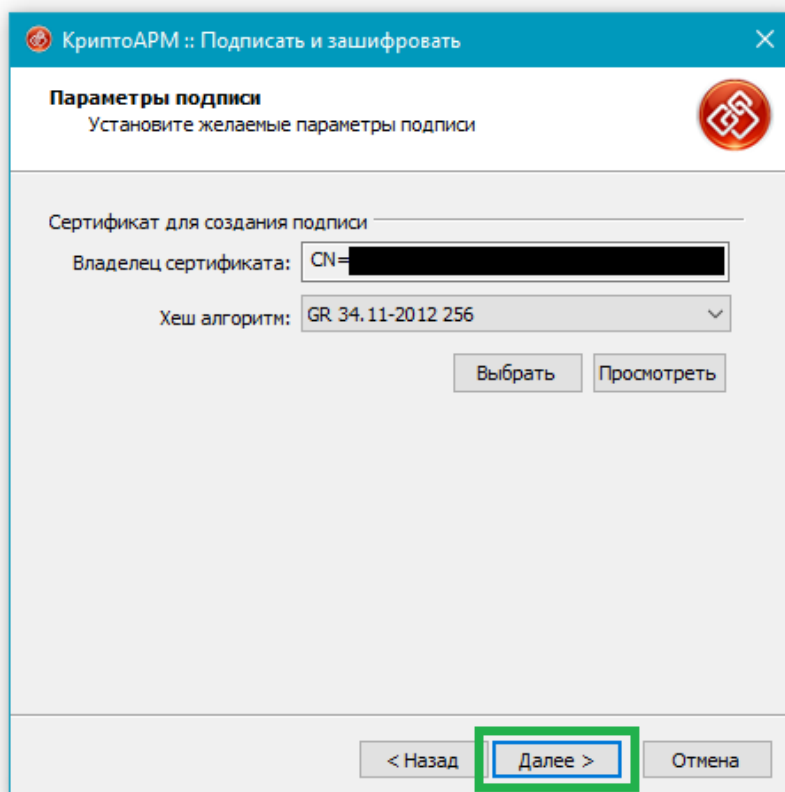 КриптоАРМ :: Подписать и зашифровать
Параметры подписи
Установите желаемые параметры подписи
Сертификат для создания подписи
Владелец сертификата: CN=
Хеш алгоритм: GR 34.11-2012 256
Выбрать Просмотреть
< Назад Далее > Отмена